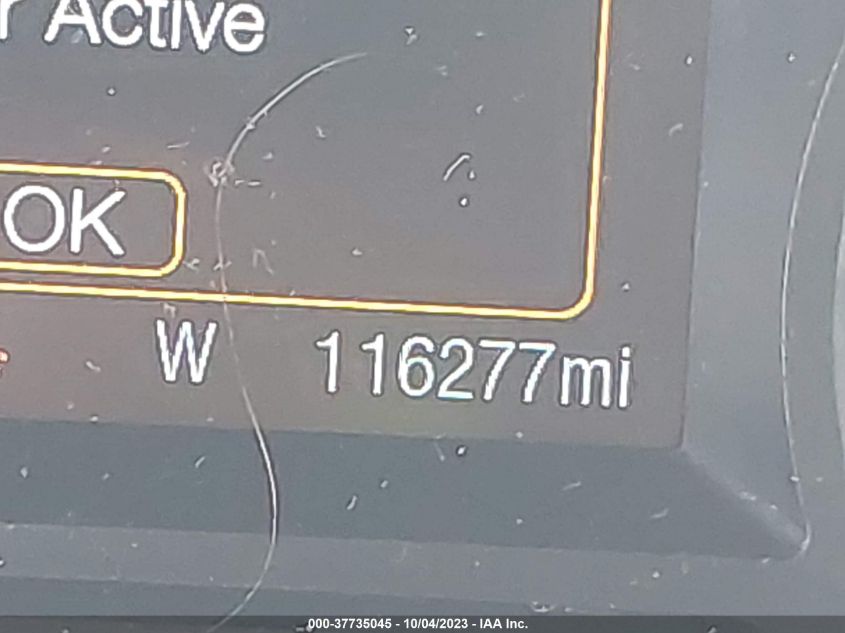 Active
OK
W 116277mi
000-37735045 - 10/04/2023 - IAA Inc.